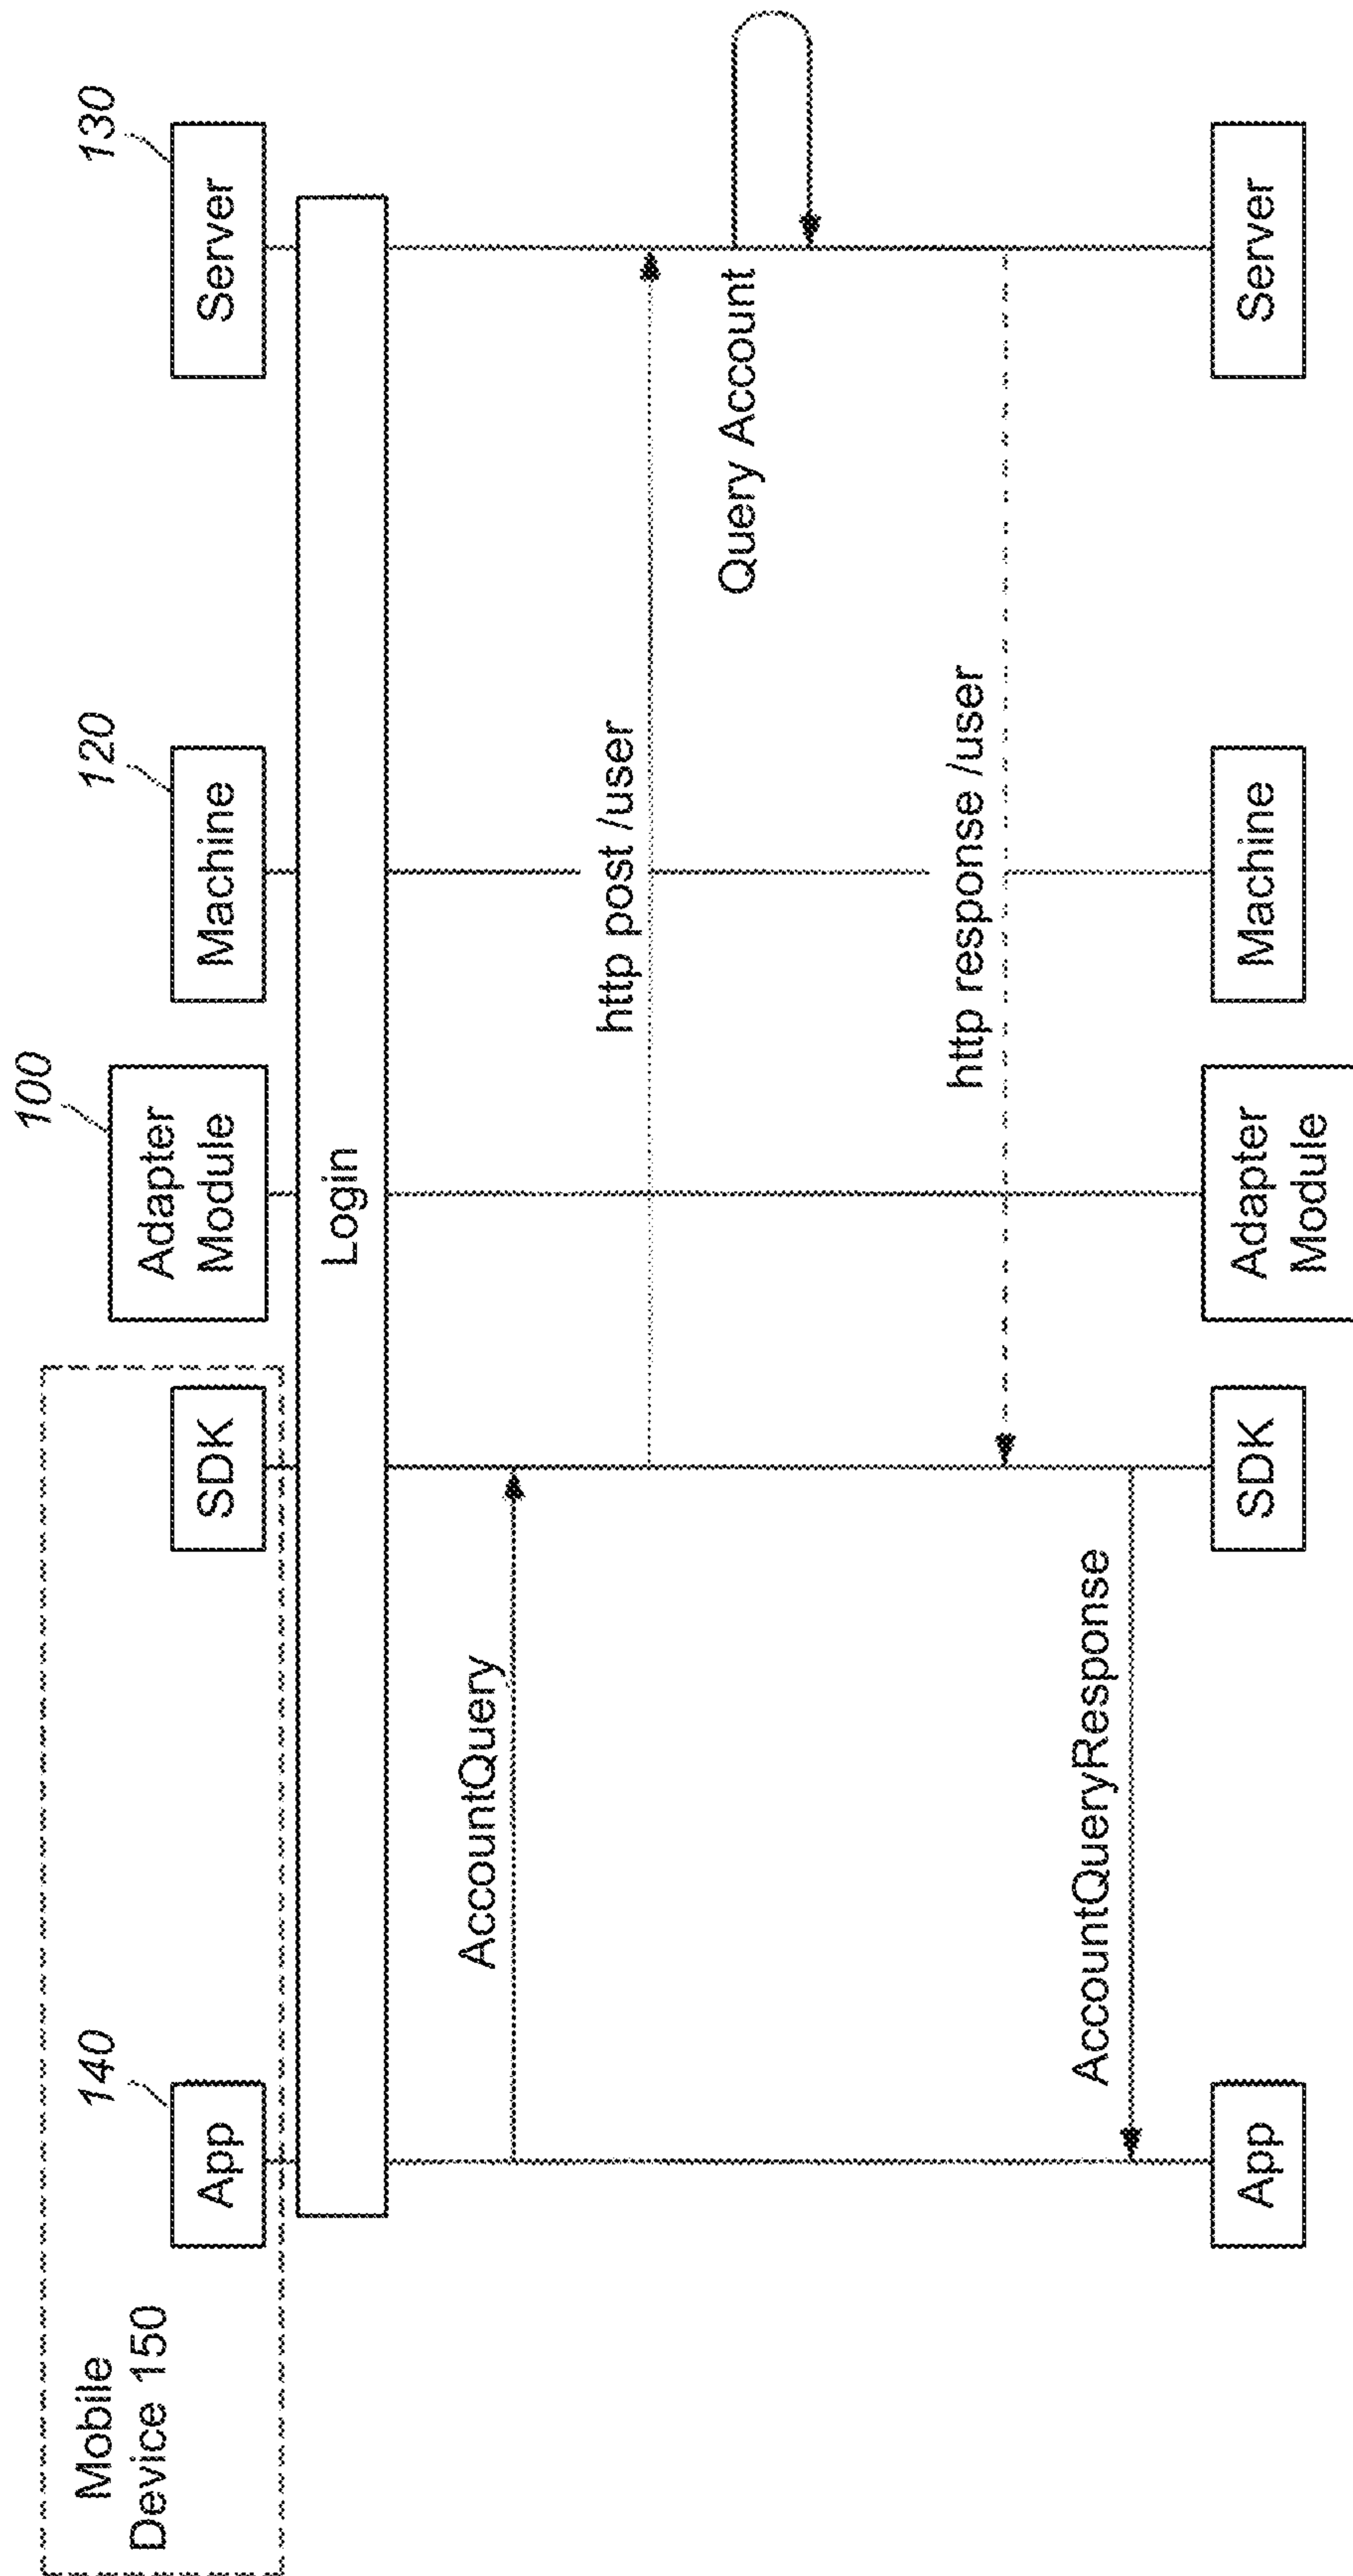 Mobile
Device 150
140
App
SDK
100
Adapter
Module
120
Machine
130
Server
Login
AccountQuery
http post /user
Query Account
http response /user
AccountQueryResponse
App
SDK
Adapter
Module
Machine
Server